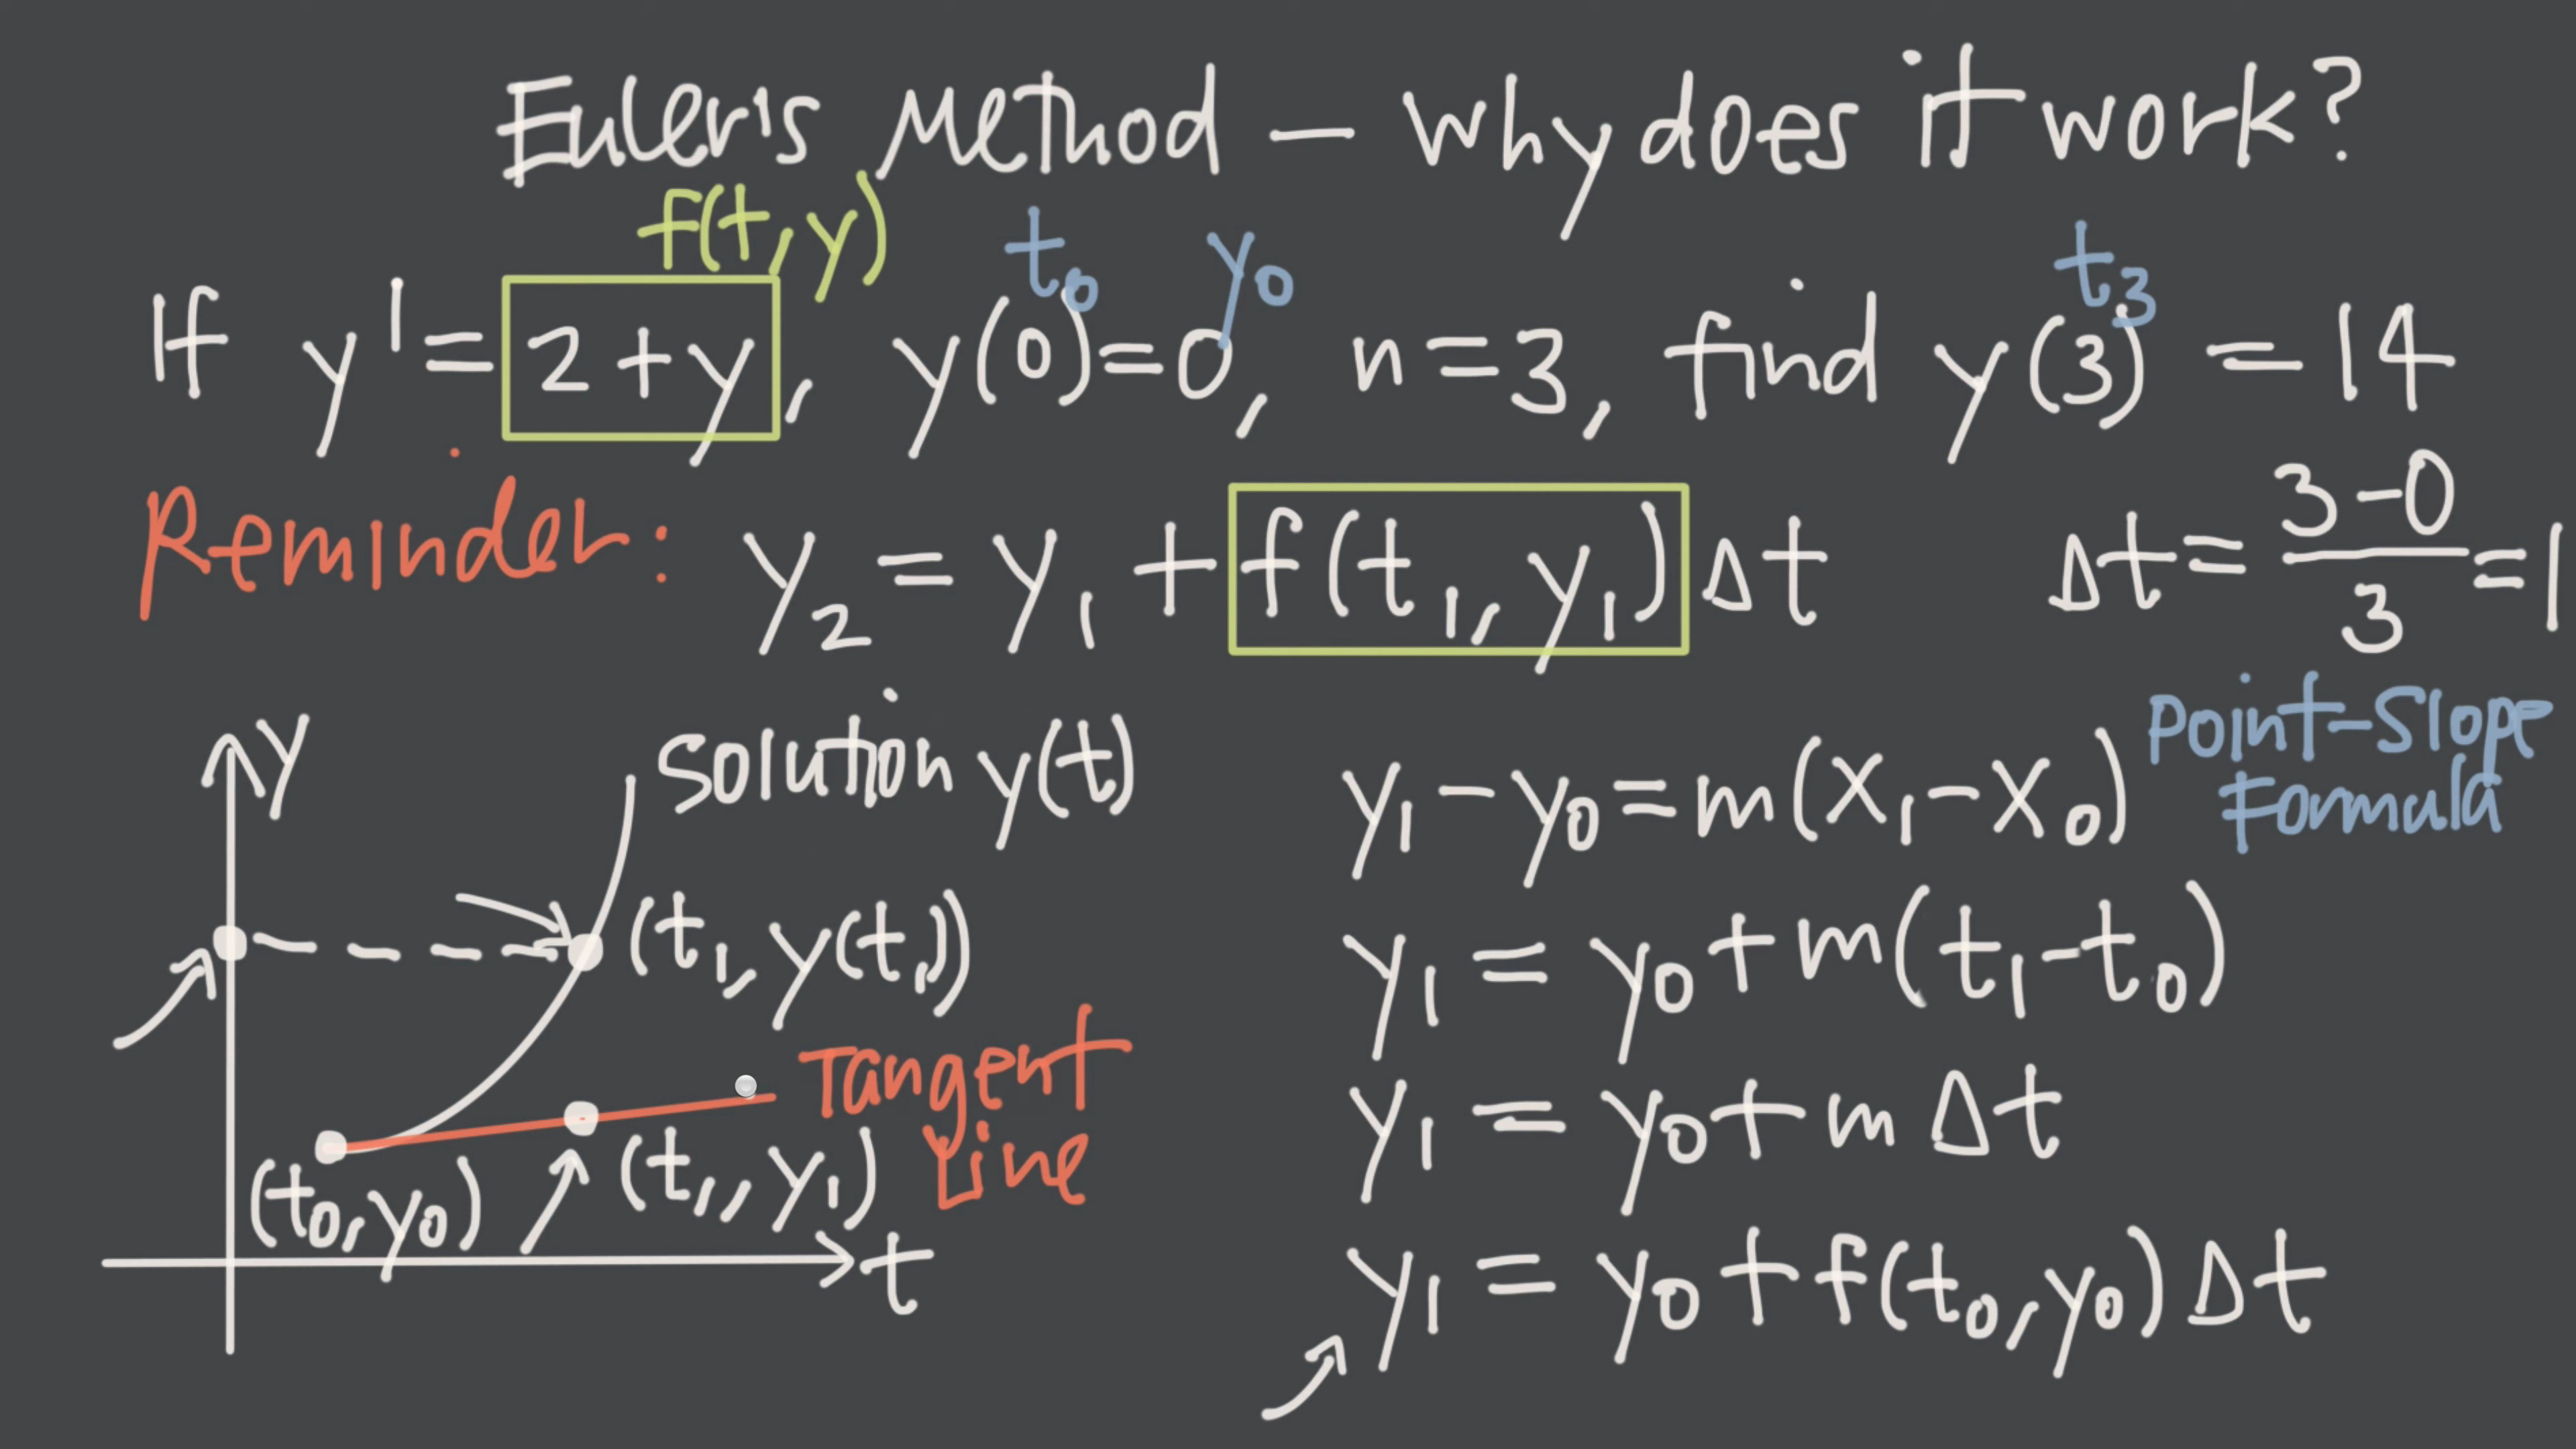 Euler's Method – why does it work?
f(t,y) t₀ y₀ t₃
If y' = 2+y, y(0)=0, n=3, find y(3) =14
Reminder: y₂ = y₁ + f(t₁, y₁)Δt Δt = (3-0)/3 = 1
y Solution y(t)
y₁-y₀=m(x₁-x₀) Point-Slope
Formula
(t₁, y(t₁))
y₁ = y₀+m(t₁-t₀)
Tangent
Line
y₁ = y₀+mΔt
(t₀,y₀) (t₁, y₁)
t
y₁ = y₀+f(t₀,y₀)Δt